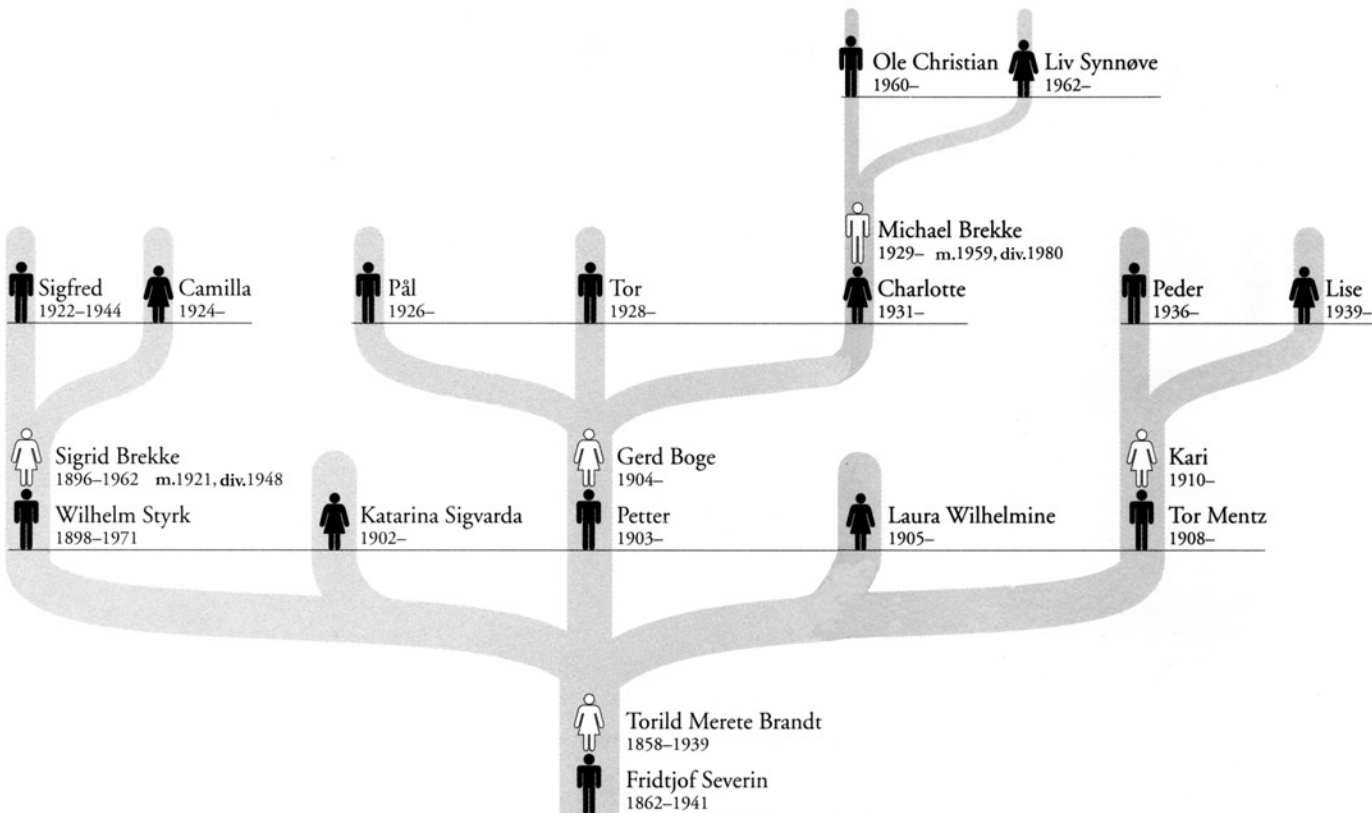 Ole Christian
1960–
Liv Synnøve
1962–
Michael Brekke
1929– m.1959, div.1980
Sigfred
1922–1944
Camilla
1924–
Pål
1926–
Tor
1928–
Charlotte
1931–
Peder
1936–
Lise
1939–
Sigrid Brekke
1896–1962 m.1921, div.1948
Gerd Boge
1904–
Kari
1910–
Wilhelm Styrk
1898–1971
Katarina Sigvarda
1902–
Petter
1903–
Laura Wilhelmine
1905–
Tor Mentz
1908–
Torild Merete Brandt
1858–1939
Fridtjof Severin
1862–1941